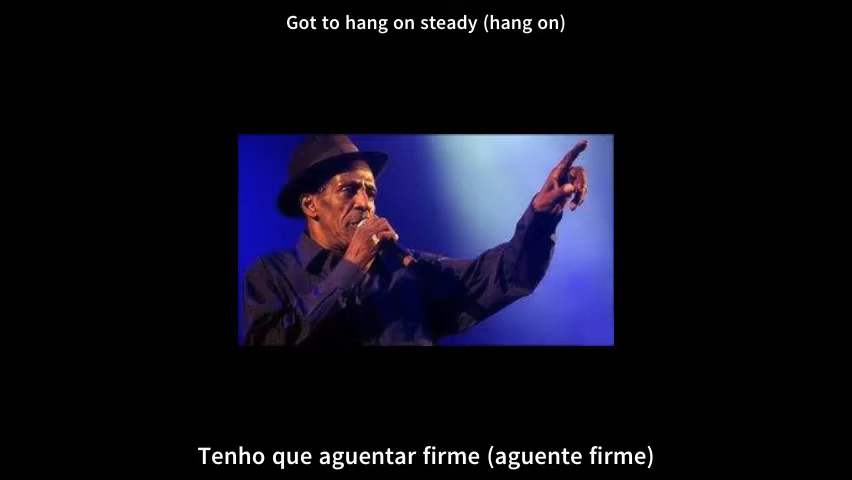 Got to hang on steady (hang on)
Tenho que aguentar firme (aguente firme)